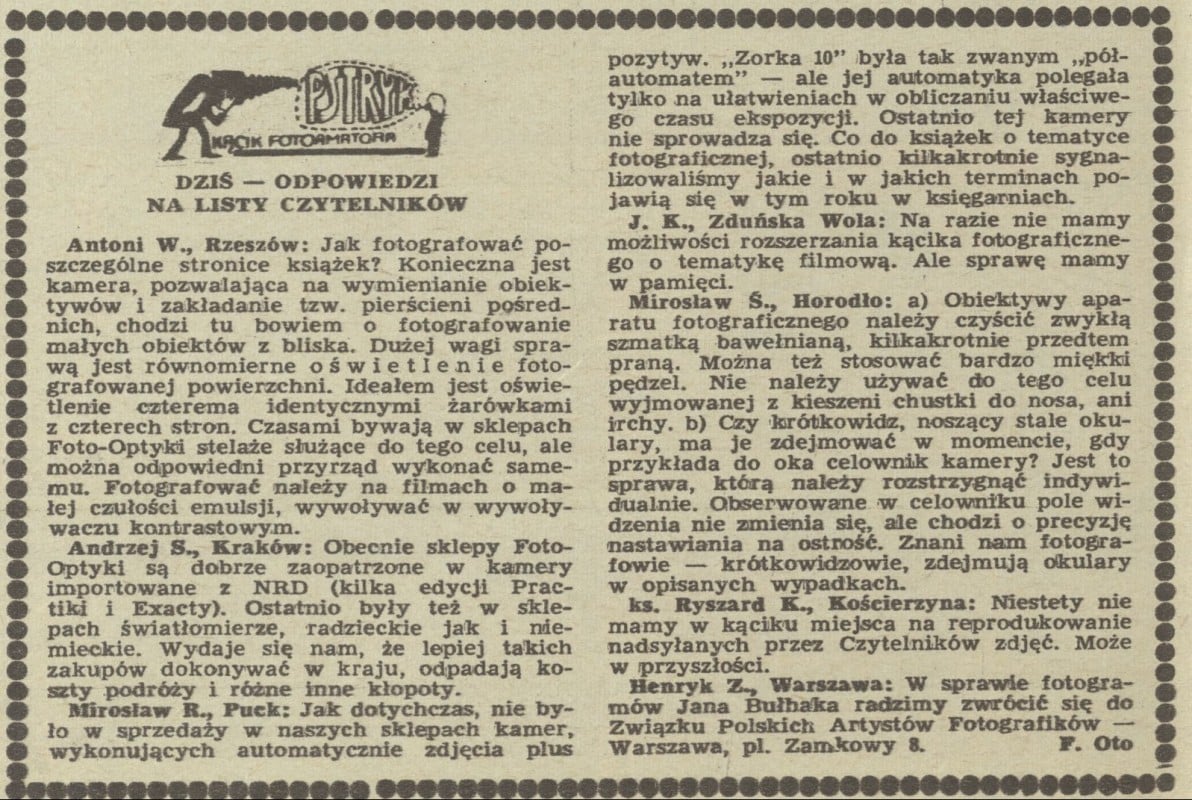 PSTRYK
KĄCIK FOTOAMATORA
DZIŚ — ODPOWIEDZI
NA LISTY CZYTELNIKÓW
Antoni W., Rzeszów: Jak fotografować po-
szczególne stronice książek? Konieczna jest
kamera, pozwalająca na wymienianie obiek-
tywów i zakładanie tzw. pierścieni pośred-
nich, chodzi tu bowiem o fotografowanie
małych obiektów z bliska. Dużej wagi spra-
wą jest równomierne oświetlenie foto-
grafowanej powierzchni. Ideałem jest oświe-
tlenie czterema identycznymi żarówkami
z czterech stron. Czasami bywają w sklepach
Foto-Optyki stelaże służące do tego celu, ale
można odpowiedni przyrząd wykonać same-
mu. Fotografować należy na filmach o ma-
łej czułości emulsji, wywoływać w wywoły-
waczu kontrastowym.
Andrzej S., Kraków: Obecnie sklepy Foto-
Optyki są dobrze zaopatrzone w kamery
importowane z NRD (kilka edycji Prac-
tiki i Exacty). Ostatnio były też w skle-
pach światłomierze, radzieckie jak i nie-
mieckie. Wydaje się nam, że lepiej takich
zakupów dokonywać w kraju, odpadają ko-
szty podróży i różne inne kłopoty.
Mirosław R., Puck: Jak dotychczas, nie by-
ło w sprzedaży w naszych sklepach kamer,
wykonujących automatycznie zdjęcia plus
pozytyw. „Zorka 10” była tak zwanym „pół-
automatem” — ale jej automatyka polegała
tylko na ułatwieniach w obliczaniu właściwe-
go czasu ekspozycji. Ostatnio tej kamery
nie sprowadza się. Co do książek o tematyce
fotograficznej, ostatnio kilkakrotnie sygna-
lizowaliśmy jakie i w jakich terminach po-
jawią się w tym roku w księgarniach.
J. K., Zduńska Wola: Na razie nie mamy
możliwości rozszerzania kącika fotograficzne-
go o tematykę filmową. Ale sprawę mamy
w pamięci.
Mirosław Ś., Horodło: a) Obiektywy apa-
ratu fotograficznego należy czyścić zwykłą
szmatką bawełnianą, kilkakrotnie przedtem
praną. Można też stosować bardzo miękki
pędzel. Nie należy używać do tego celu
wyjmowanej z kieszeni chustki do nosa, ani
irchy. b) Czy krótkowidz, noszący stale oku-
lary, ma je zdejmować w momencie, gdy
przykłada do oka celownik kamery? Jest to
sprawa, którą należy rozstrzygnąć indywi-
dualnie. Obserwowane w celowniku pole wi-
dzenia nie zmienia się, ale chodzi o precyzję
nastawiania na ostrość. Znani nam fotogra-
fowie — krótkowidzowie, zdejmują okulary
w opisanych wypadkach.
ks. Ryszard K., Kościerzyna: Niestety nie
mamy w kąciku miejsca na reprodukowanie
nadsyłanych przez Czytelników zdjęć. Może
w przyszłości.
Henryk Z., Warszawa: W sprawie fotogra-
mów Jana Bułhaka radzimy zwrócić się do
Związku Polskich Artystów Fotografików —
Warszawa, pl. Zamkowy 8. F. Oto